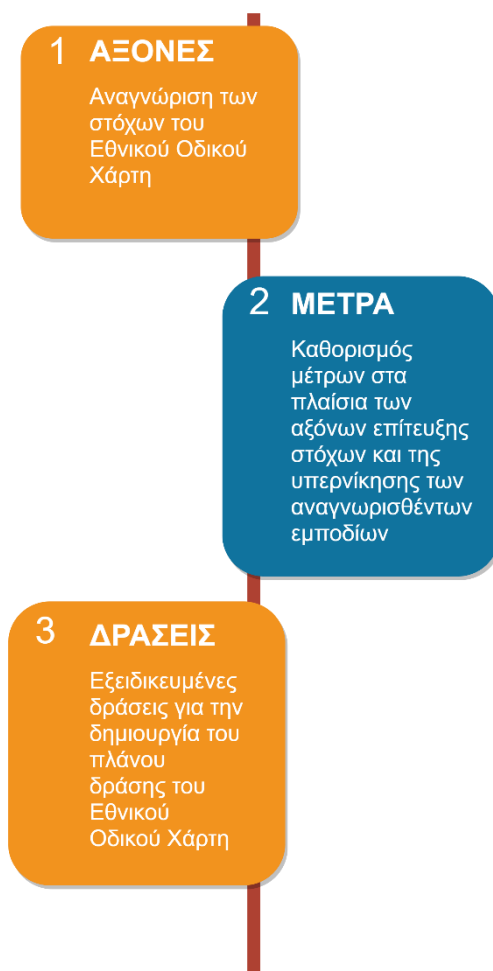 1 ΑΞΟΝΕΣ
Αναγνώριση των
στόχων του
Εθνικού Οδικού
Χάρτη
2 ΜΕΤΡΑ
Καθορισμός
μέτρων στα
πλαίσια των
αξόνων επίτευξης
στόχων και της
υπερνίκησης των
αναγνωρισθέντων
εμποδίων
3 ΔΡΑΣΕΙΣ
Εξειδικευμένες
δράσεις για την
δημιουργία του
πλάνου
δράσης του
Εθνικού
Οδικού Χάρτη